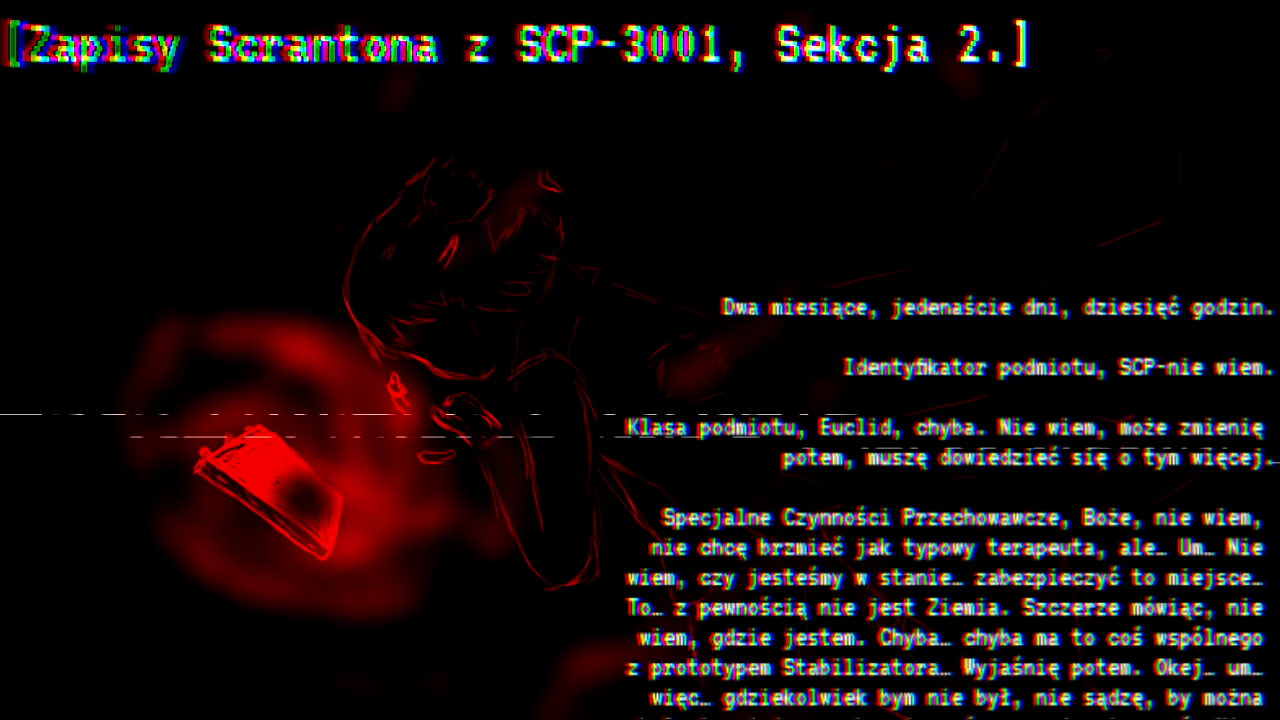 [Zapisy Scrantona z SCP-3001, Sekcja 2.]
Dwa miesiące, jedenaście dni, dziesięć godzin.
Identyfikator podmiotu, SCP-nie wiem.
Klasa podmiotu, Euclid, chyba. Nie wiem, może zmienię
potem, muszę dowiedzieć się o tym więcej.
Specjalne Czynności Przechowawcze, Boże, nie wiem,
nie chcę brzmieć jak typowy terapeuta, ale… Um… Nie
wiem, czy jesteśmy w stanie… zabezpieczyć to miejsce…
To… z pewnością nie jest Ziemia. Szczerze mówiąc, nie
wiem, gdzie jestem. Chyba… chyba ma to coś wspólnego
z prototypem Stabilizatora… Wyjaśnię potem. Okej… um…
więc… gdziekolwiek bym nie był, nie sądzę, by można